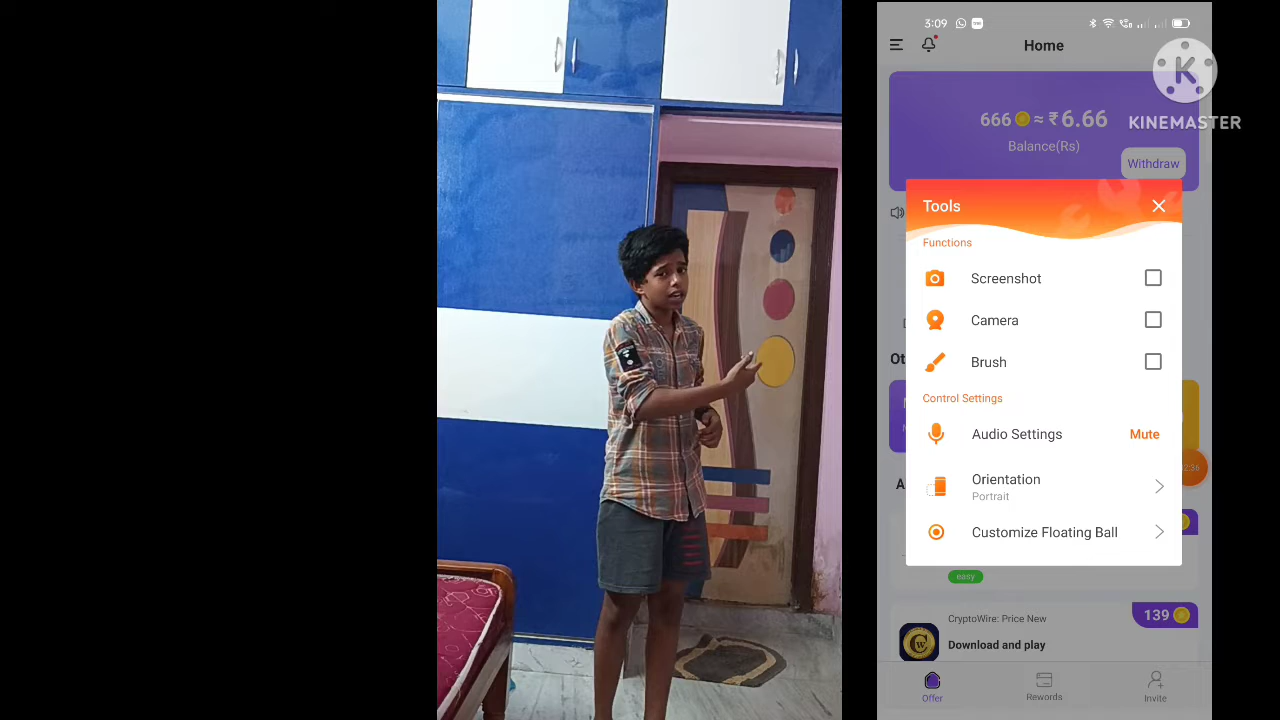 3:09
Home
KINEMASTER
666 ≈ ₹ 6.66
Balance(Rs)
Withdraw
Tools
Functions
Screenshot
Camera
Brush
Control Settings
Audio Settings Mute
Orientation
Portrait
Customize Floating Ball
easy
CryptoWire: Price New
139
Download and play
Offer
Rewords
Invite